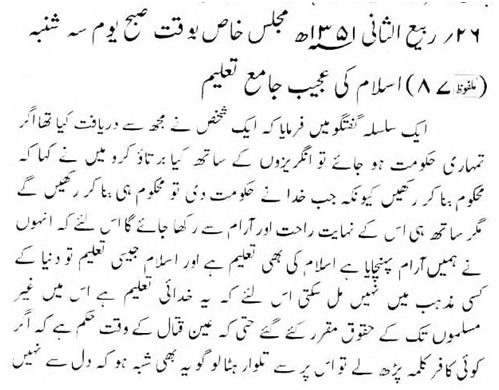 ۲۶؍ ربیع الثانی ۱۳۵۱ھ مجلس خاص بوقت صبح یوم سہ شنبہ
(ملفوظ ۸۷) اسلام کی عجیب جامع تعلیم
ایک سلسلہ گفتگو میں فرمایا کہ ایک شخص نے مجھ سے دریافت کیا تھا اگر
تمہاری حکومت ہو جائے تو انگریزوں کے ساتھ کیا برتاؤ کرو میں نے کہا کہ
محکوم بنا کر رکھیں کیونکہ جب خدا نے حکومت دی تو محکوم ہی بنا کر رکھیں گے
مگر ساتھ ہی اس کے نہایت راحت اور آرام سے رکھا جائے گا اس لئے کہ انہوں
نے ہمیں آرام پہنچایا ہے اسلام کی بھی تعلیم ہے اور اسلام جیسی تعلیم تو دنیا کے
کسی مذہب میں نہیں مل سکتی اس لئے کہ یہ خدائی تعلیم ہے اس میں غیر
مسلموں تک کے حقوق مقرر کئے گئے حتی کہ عین قتال کے وقت حکم ہے کہ اگر
کوئی کافر کلمہ پڑھ لے تو اس پر سے تلوار ہٹا لو گو یہ بھی شبہ ہو کہ دل سے نہیں